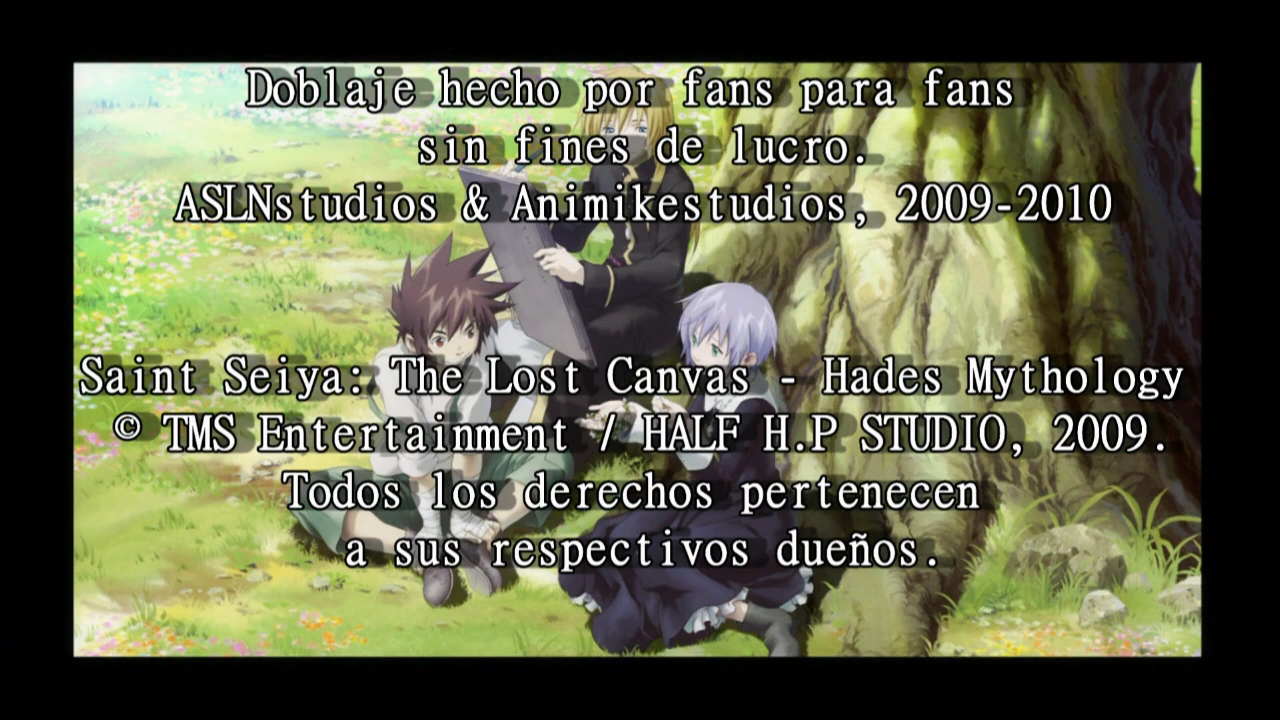 Doblaje hecho por fans para fans
sin fines de lucro.
ASLNstudios & Animikestudios, 2009-2010
Saint Seiya: The Lost Canvas - Hades Mythology
© TMS Entertainment / HALF H.P STUDIO, 2009.
Todos los derechos pertenecen
a sus respectivos dueños.